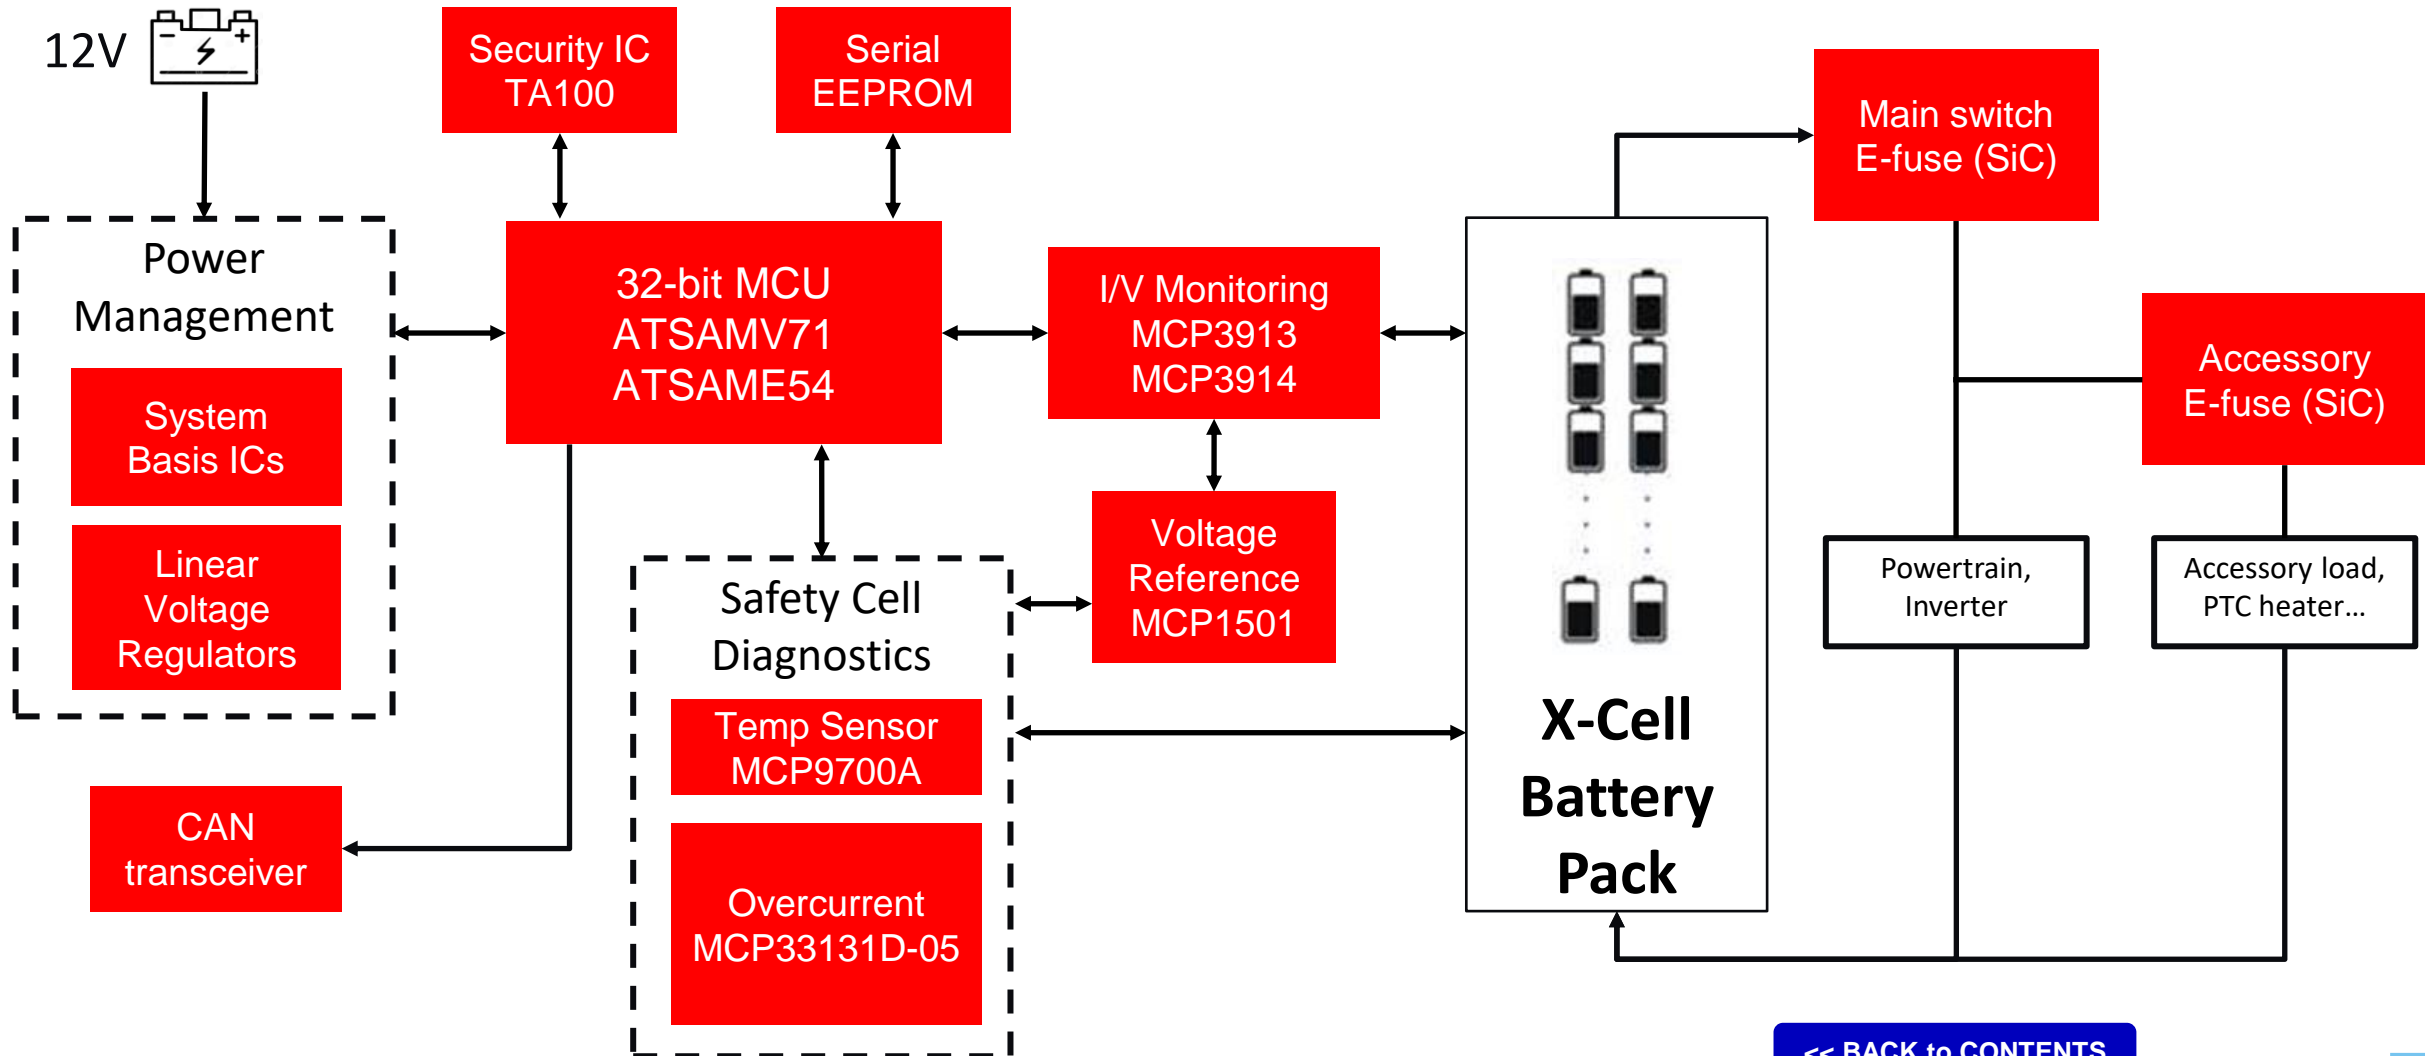 12V
Security IC
TA100
Serial
EEPROM
Main switch
E-fuse (SiC)
Power
Management
System
Basis ICs
Linear
Voltage
Regulators
32-bit MCU
ATSAMV71
ATSAME54
I/V Monitoring
MCP3913
MCP3914
Voltage
Reference
MCP1501
Accessory
E-fuse (SiC)
Powertrain,
Inverter
Accessory load,
PTC heater...
Safety Cell
Diagnostics
Temp Sensor
MCP9700A
Overcurrent
MCP33131D-05
CAN
transceiver
X-Cell
Battery
Pack
<< BACK to CONTENTS